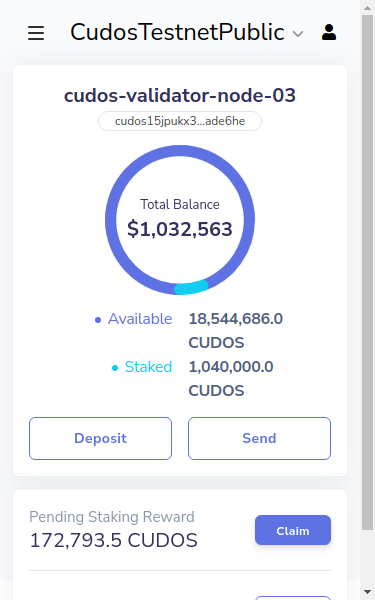 CudosTestnetPublic
cudos-validator-node-03
cudos15jpukx3...ade6he
Total Balance
$1,032,563
Available 18,544,686.0
CUDOS
Staked 1,040,000.0
CUDOS
Deposit Send
Pending Staking Reward
172,793.5 CUDOS
Claim